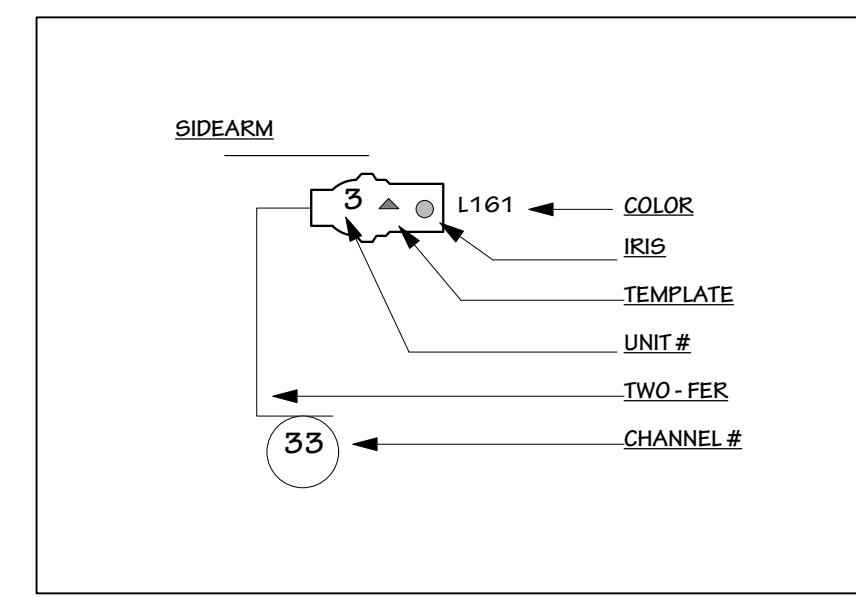 SIDEARM
3 L161 COLOR
IRIS
TEMPLATE
UNIT #
TWO - FER
33 CHANNEL #